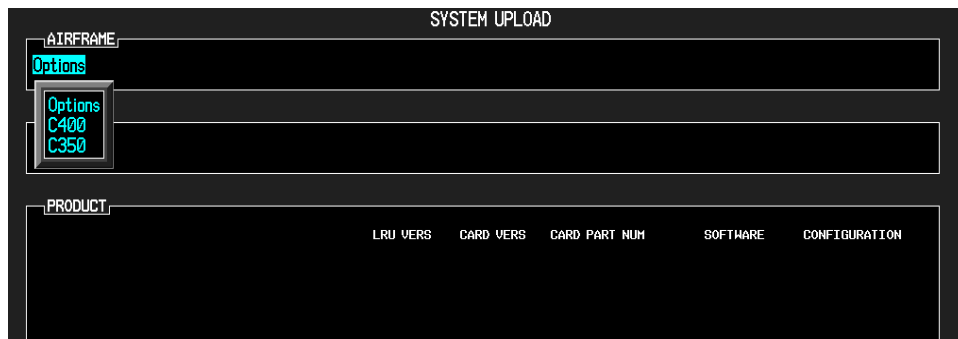 SYSTEM UPLOAD
AIRFRAME
Options
Options
C400
C350
PRODUCT
LRU VERS CARD VERS CARD PART NUM SOFTWARE CONFIGURATION